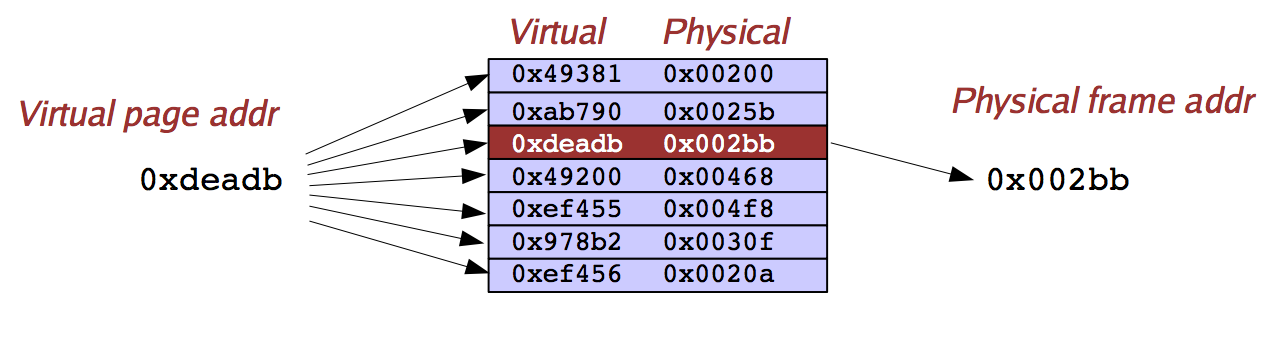 Virtual Physical
0x49381 0x00200
Virtual page addr
0xab790 0x0025b
Physical frame addr
0xdeadb 0x002bb
0xdeadb
0x49200 0x00468
0x002bb
0xef455 0x004f8
0x978b2 0x0030f
0xef456 0x0020a